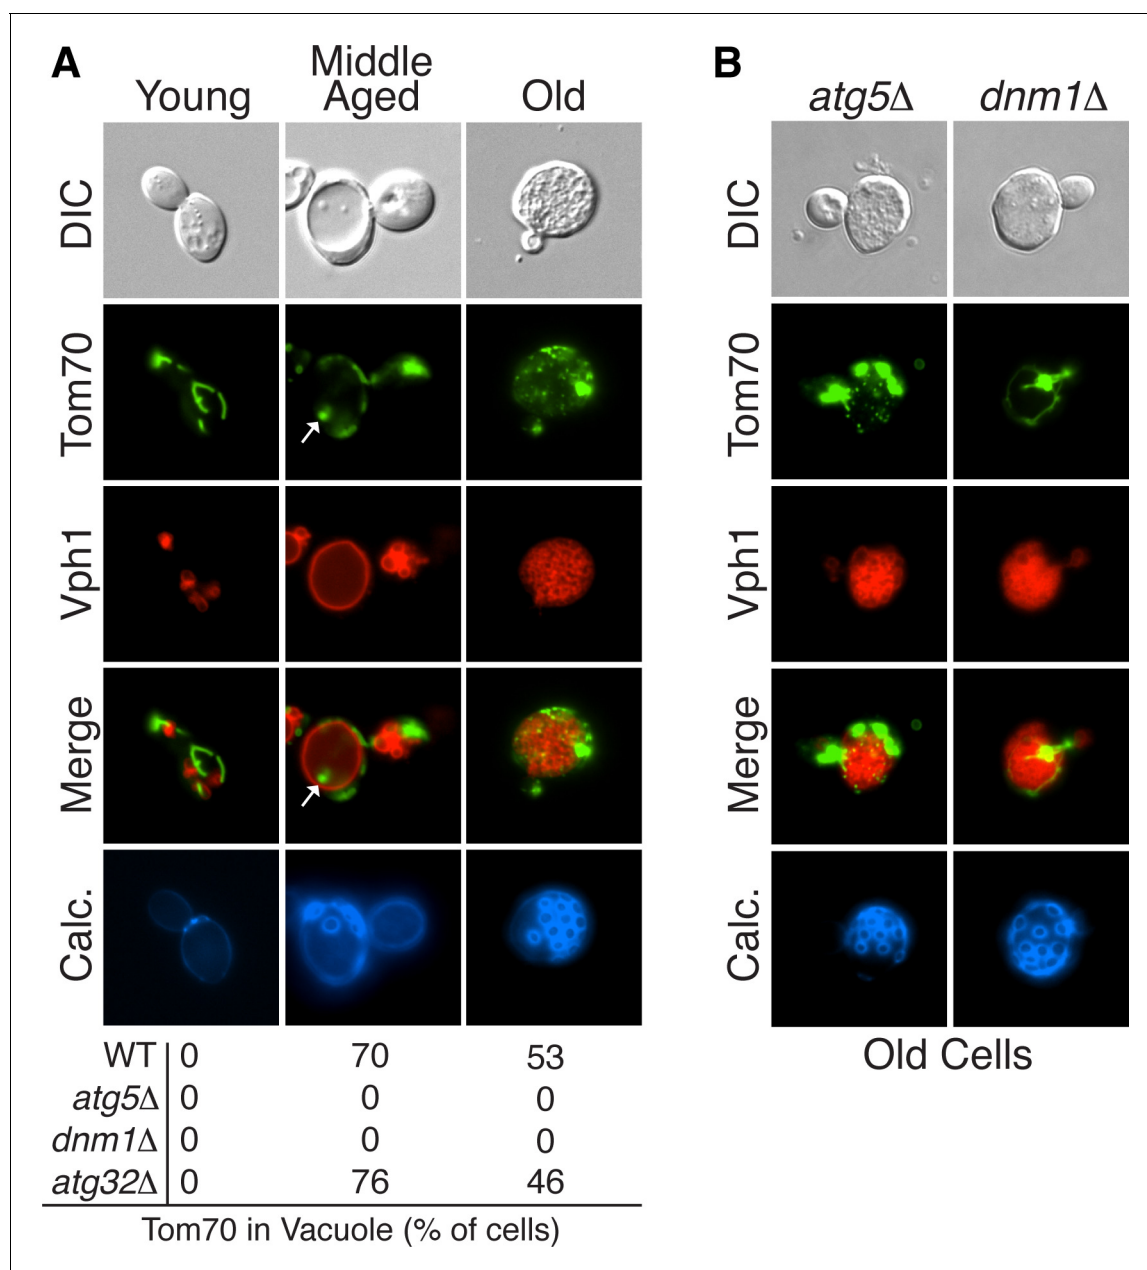 A
Young
Middle
Aged
Old
DIC
Tom70
Vph1
Merge
Calc.
WT 0 70 53
atg5Δ 0 0 0
dnm1Δ 0 0 0
atg32Δ 0 76 46
Tom70 in Vacuole (% of cells)
B
atg5Δ
dnm1Δ
DIC
Tom70
Vph1
Merge
Calc.
Old Cells